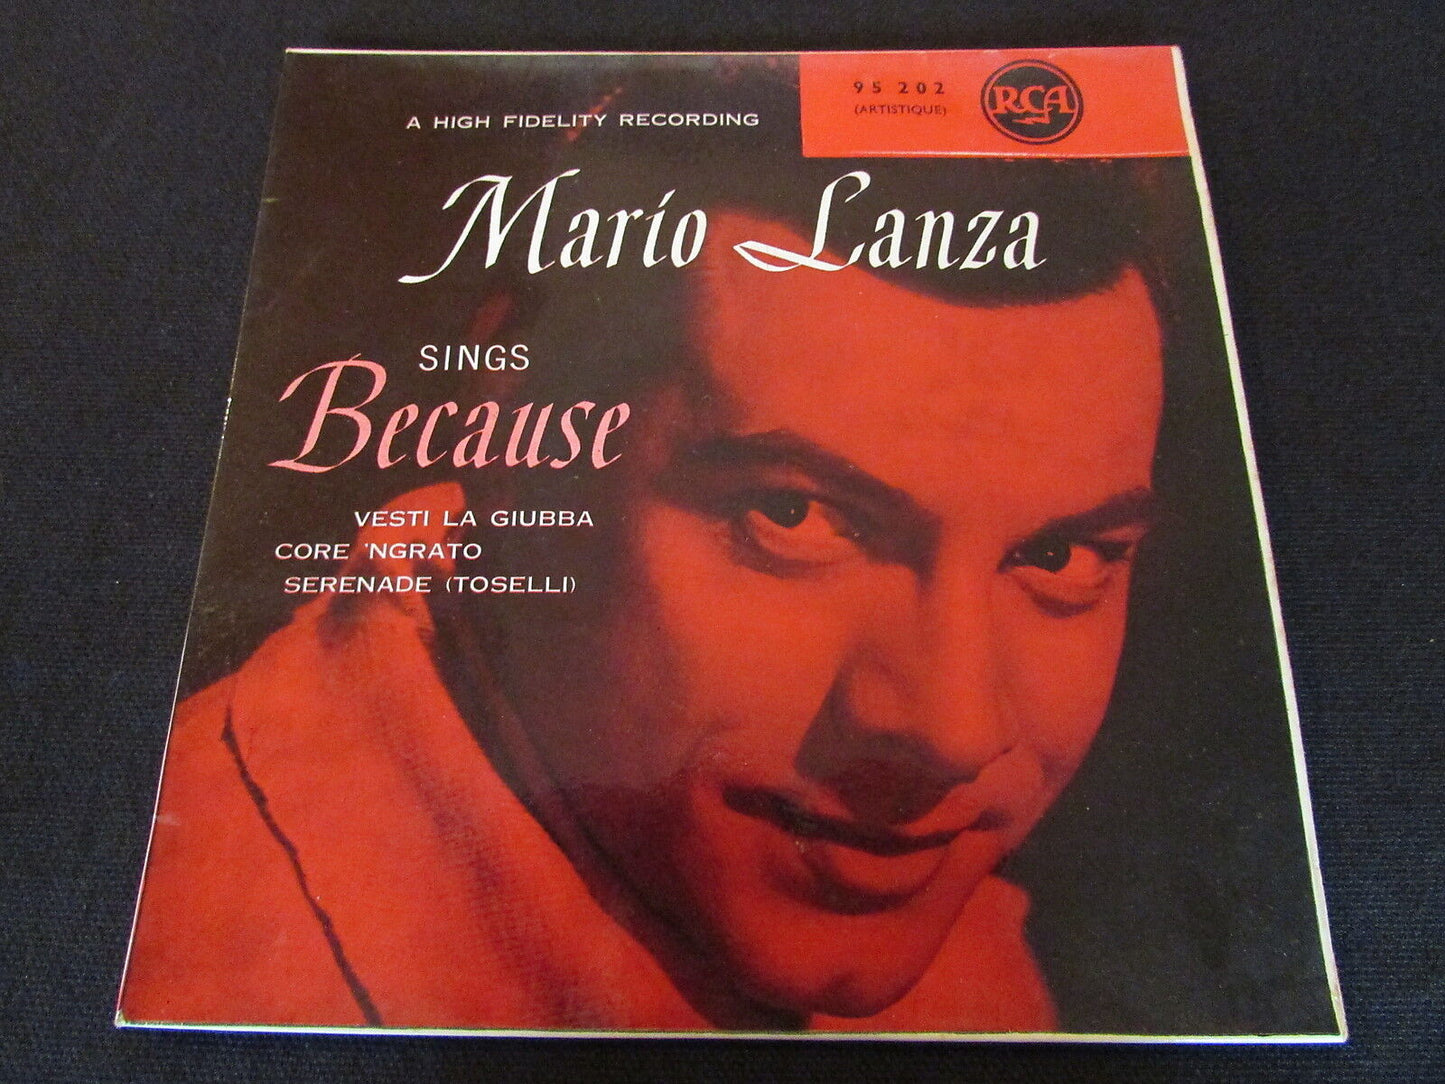 95 202
(ARTISTIQUE)
RCA
A HIGH FIDELITY RECORDING
Mario Lanza
SINGS
Because
VESTI LA GIUBBA
CORE 'NGRATO
SERENADE (TOSELLI)